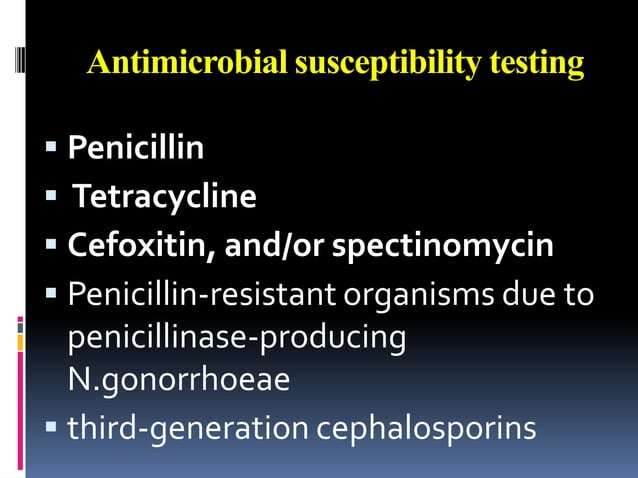 Antimicrobial susceptibility testing
▪ Penicillin
▪ Tetracycline
▪ Cefoxitin, and/or spectinomycin
▪ Penicillin-resistant organisms due to
penicillinase-producing
N.gonorrhoeae
▪ third-generation cephalosporins